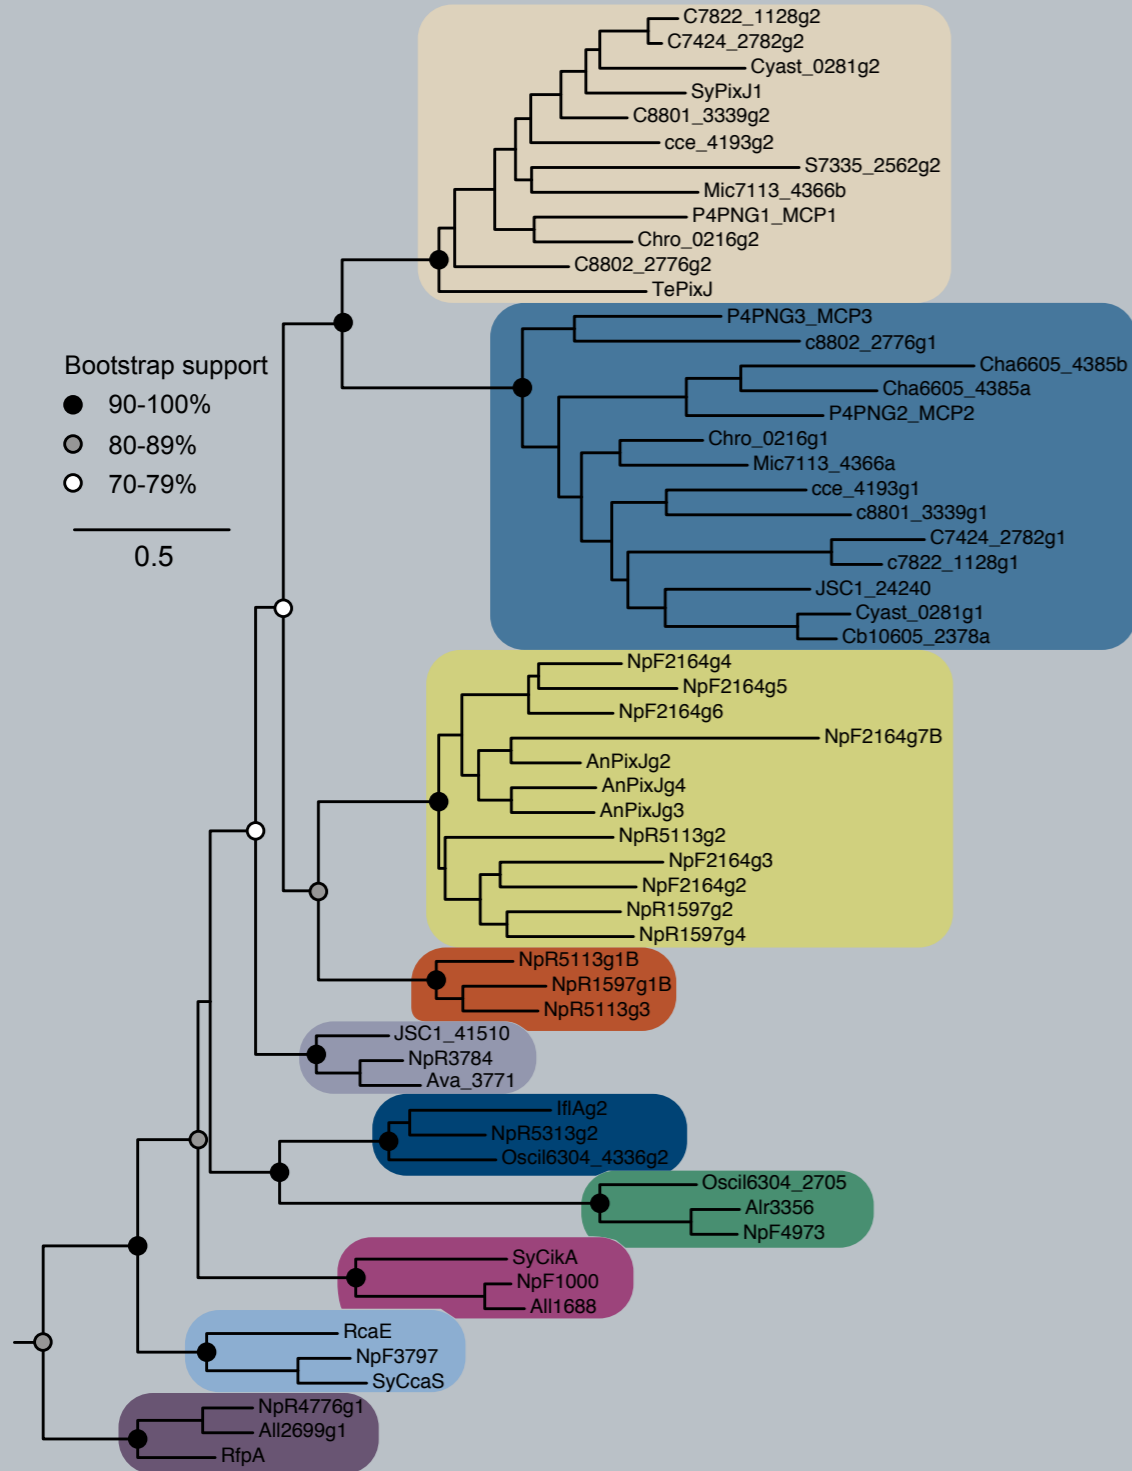 C7822_1128g2
C7424_2782g2
Cyast_0281g2
SyPixJ1
C8801_3339g2
cce_4193g2
S7335_2562g2
Mic7113_4366b
P4PNG1_MCP1
Chro_0216g2
C8802_2776g2
TePixJ
P4PNG3_MCP3
c8802_2776g1
Cha6605_4385b
Cha6605_4385a
P4PNG2_MCP2
Chro_0216g1
Mic7113_4366a
cce_4193g1
c8801_3339g1
C7424_2782g1
c7822_1128g1
JSC1_24240
Cyast_0281g1
Cb10605_2378a
Bootstrap support
90-100%
80-89%
70-79%
0.5
NpF2164g4
NpF2164g5
NpF2164g6
NpF2164g7B
AnPixJg2
AnPixJg4
AnPixJg3
NpR5113g2
NpF2164g3
NpF2164g2
NpR1597g2
NpR1597g4
NpR5113g1B
NpR1597g1B
NpR5113g3
JSC1_41510
NpR3784
Ava_3771
IflAg2
NpR5313g2
Oscil6304_4336g2
Oscil6304_2705
Alr3356
NpF4973
SyCikA
NpF1000
All1688
RcaE
NpF3797
SyCcaS
NpR4776g1
All2699g1
RfpA